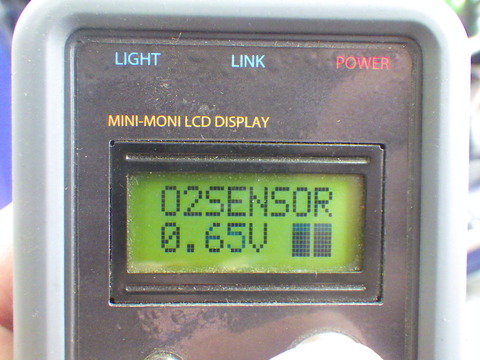 LIGHT LINK POWER
MINI-MONI LCD DISPLAY
O2SENSOR
0.65V